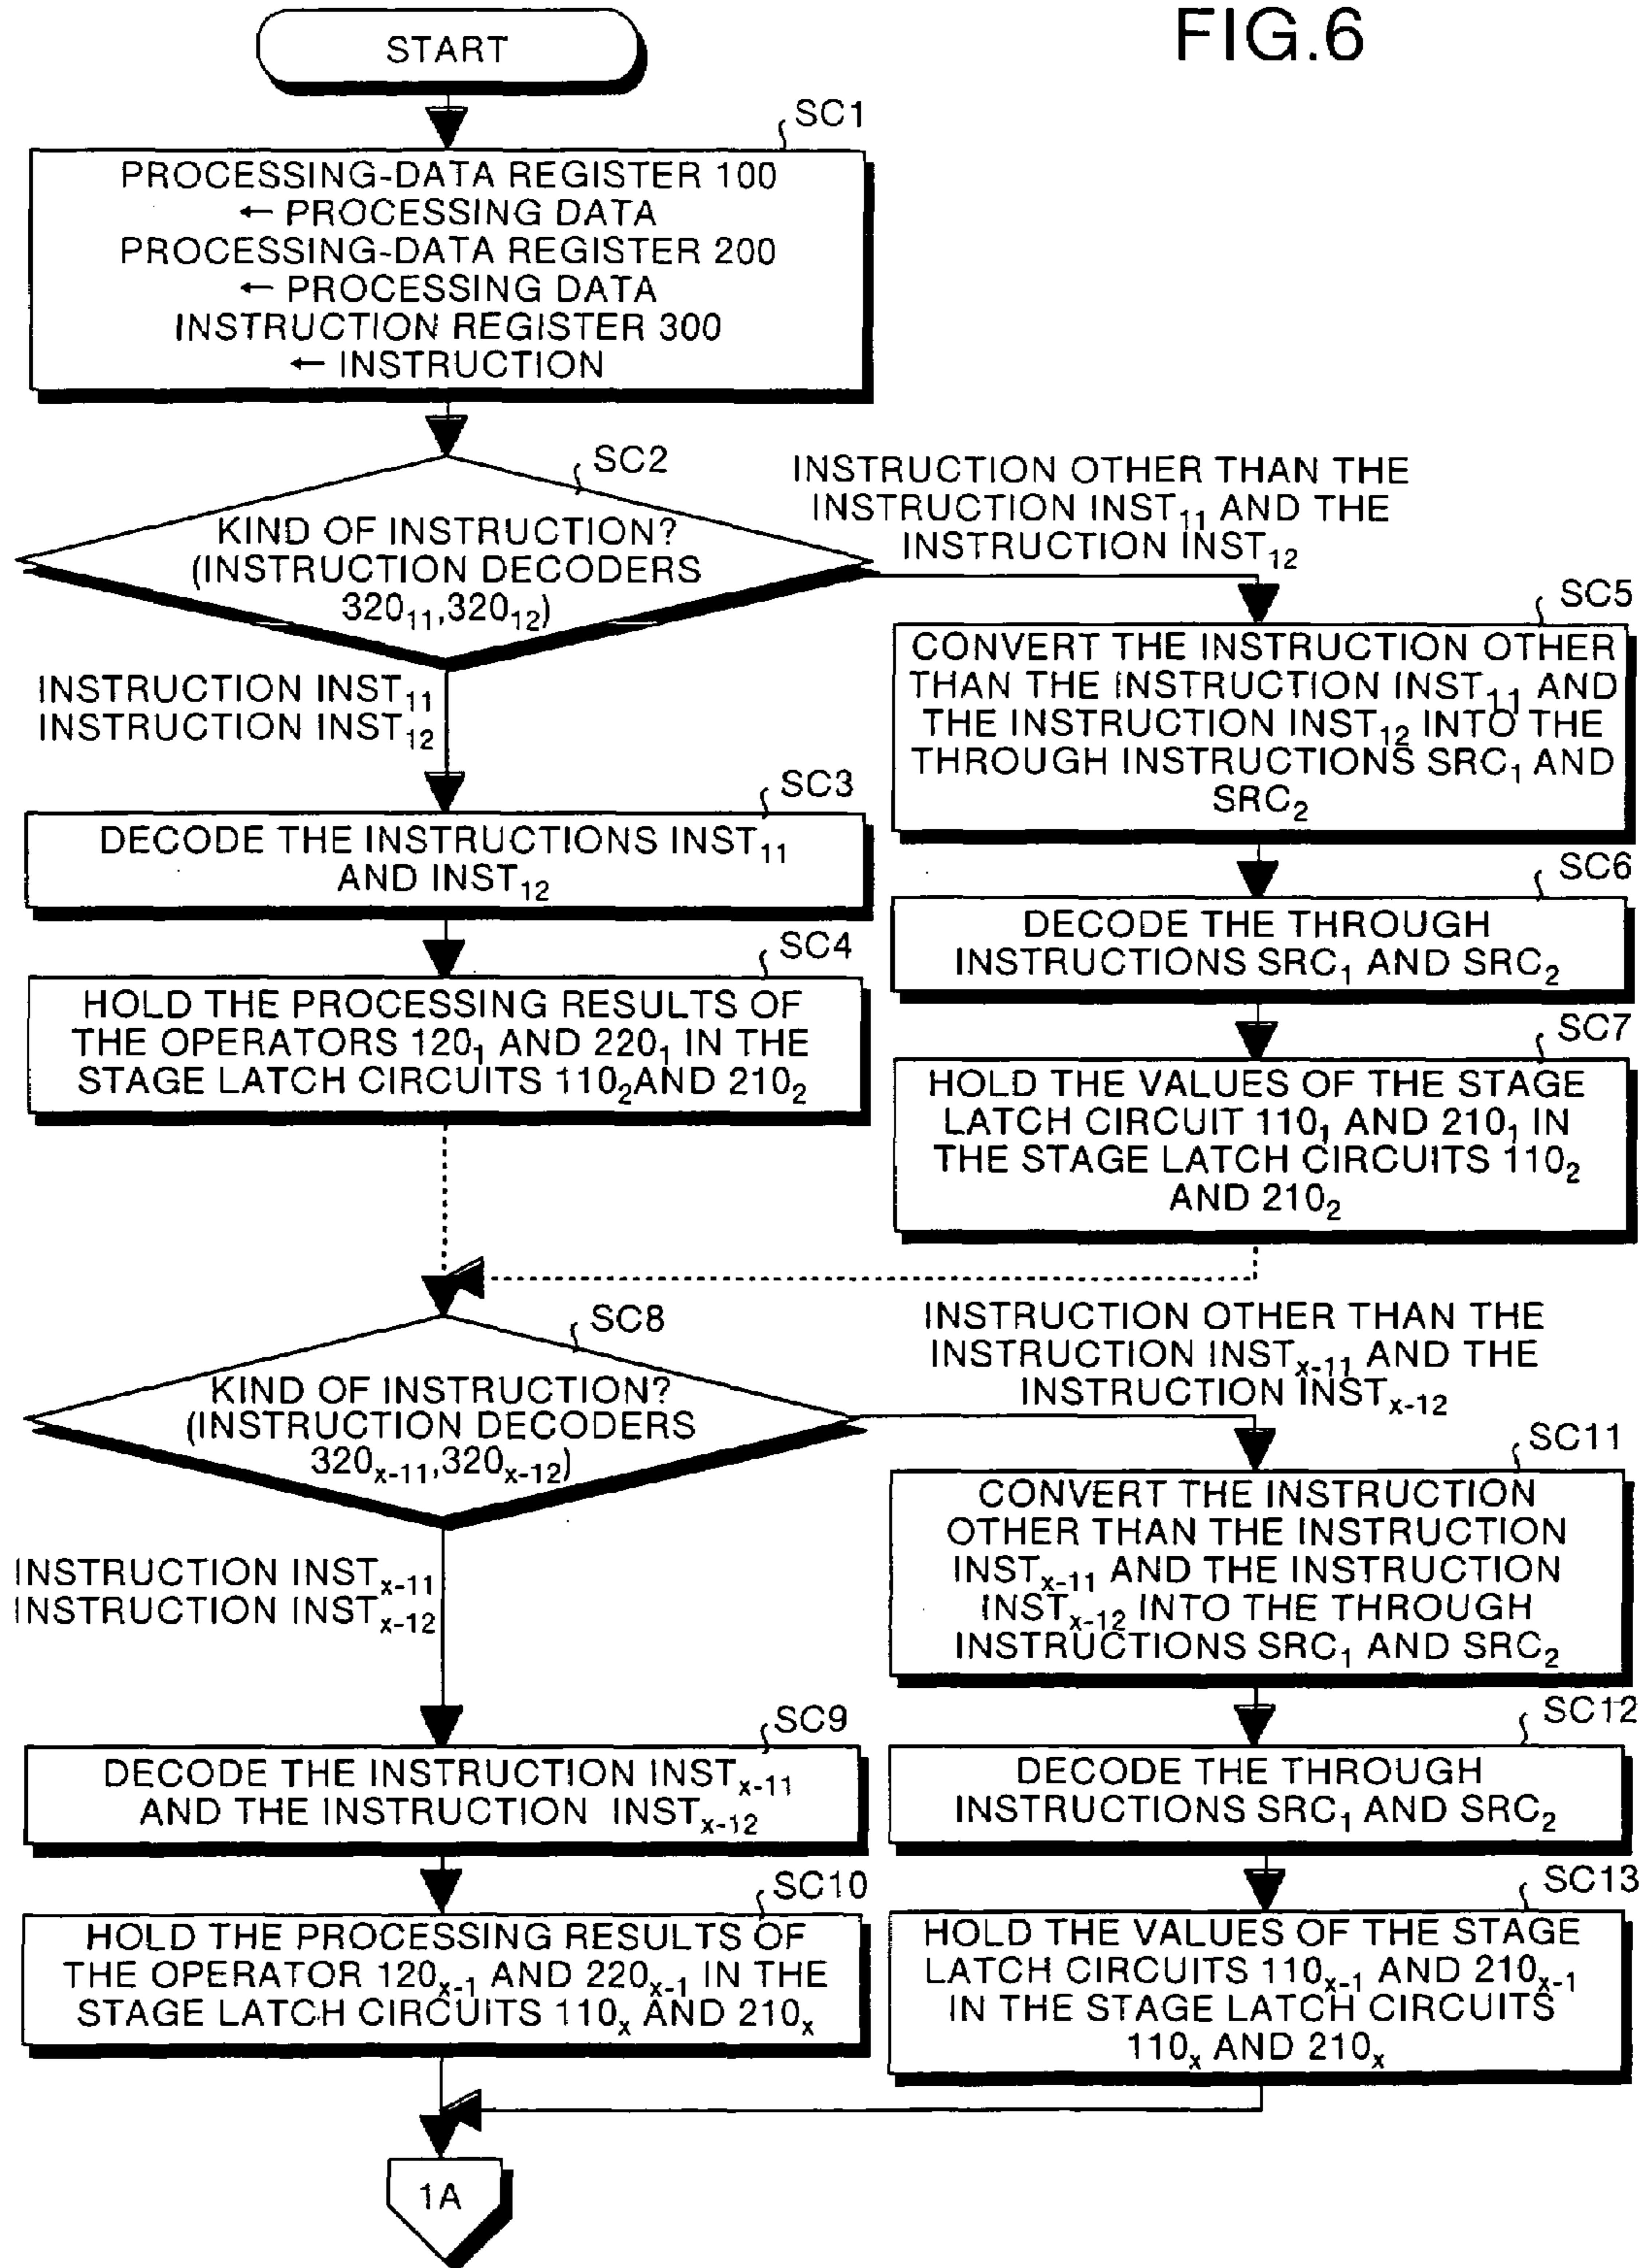 FIG.6
START
SC1
PROCESSING-DATA REGISTER 100
← PROCESSING DATA
PROCESSING-DATA REGISTER 200
← PROCESSING DATA
INSTRUCTION REGISTER 300
← INSTRUCTION
SC2
KIND OF INSTRUCTION?
(INSTRUCTION DECODERS
320₁₁,320₁₂)
INSTRUCTION OTHER THAN THE
INSTRUCTION INST₁₁ AND THE
INSTRUCTION INST₁₂
INSTRUCTION INST₁₁
INSTRUCTION INST₁₂
SC3
DECODE THE INSTRUCTIONS INST₁₁
AND INST₁₂
SC4
HOLD THE PROCESSING RESULTS OF
THE OPERATORS 120₁ AND 220₁ IN THE
STAGE LATCH CIRCUITS 110₂AND 210₂
SC5
CONVERT THE INSTRUCTION OTHER
THAN THE INSTRUCTION INST₁₁ AND
THE INSTRUCTION INST₁₂ INTO THE
THROUGH INSTRUCTIONS SRC₁ AND
SRC₂
SC6
DECODE THE THROUGH
INSTRUCTIONS SRC₁ AND SRC₂
SC7
HOLD THE VALUES OF THE STAGE
LATCH CIRCUIT 110₁ AND 210₁ IN
THE STAGE LATCH CIRCUITS 110₂
AND 210₂
SC8
KIND OF INSTRUCTION?
(INSTRUCTION DECODERS
320ₓ₋₁₁,320ₓ₋₁₂)
INSTRUCTION OTHER THAN THE
INSTRUCTION INSTₓ₋₁₁ AND THE
INSTRUCTION INSTₓ₋₁₂
INSTRUCTION INSTₓ₋₁₁
INSTRUCTION INSTₓ₋₁₂
SC9
DECODE THE INSTRUCTION INSTₓ₋₁₁
AND THE INSTRUCTION INSTₓ₋₁₂
SC10
HOLD THE PROCESSING RESULTS OF
THE OPERATOR 120ₓ₋₁ AND 220ₓ₋₁ IN THE
STAGE LATCH CIRCUITS 110ₓ AND 210ₓ
SC11
CONVERT THE INSTRUCTION
OTHER THAN THE INSTRUCTION
INSTₓ₋₁₁ AND THE INSTRUCTION
INSTₓ₋₁₂ INTO THE THROUGH
INSTRUCTIONS SRC₁ AND SRC₂
SC12
DECODE THE THROUGH
INSTRUCTIONS SRC₁ AND SRC₂
SC13
HOLD THE VALUES OF THE STAGE
LATCH CIRCUITS 110ₓ₋₁ AND 210ₓ₋₁
IN THE STAGE LATCH CIRCUITS
110ₓ AND 210ₓ
1A